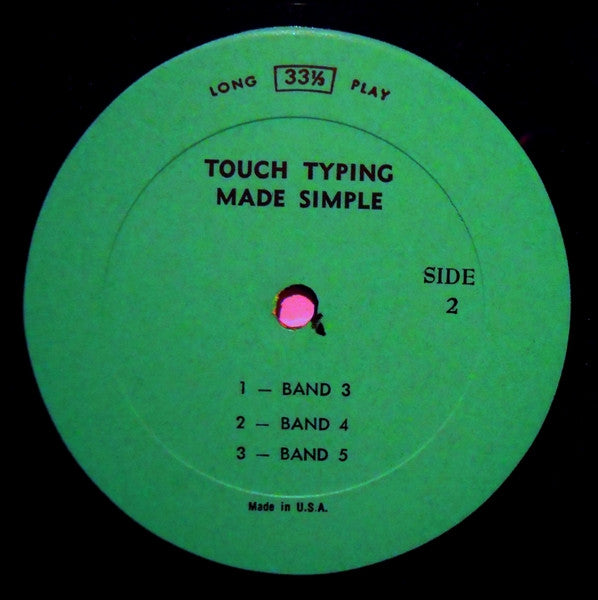 LONG 33⅓ PLAY
TOUCH TYPING
MADE SIMPLE
SIDE
2
1 — BAND 3
2 — BAND 4
3 — BAND 5
Made in U.S.A.